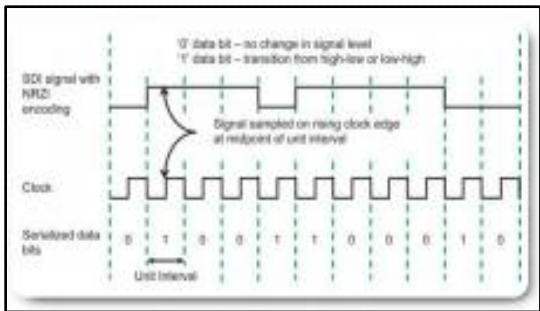 '0' data bit – no change in signal level
'1' data bit – transition from high-low or low-high
SDI signal with
NRZI
encoding
Signal sampled on rising clock edge
at midpoint of unit interval
Clock
Serialized data
bits
0 1 0 0 1 1 0 0 0 1 0
Unit Interval